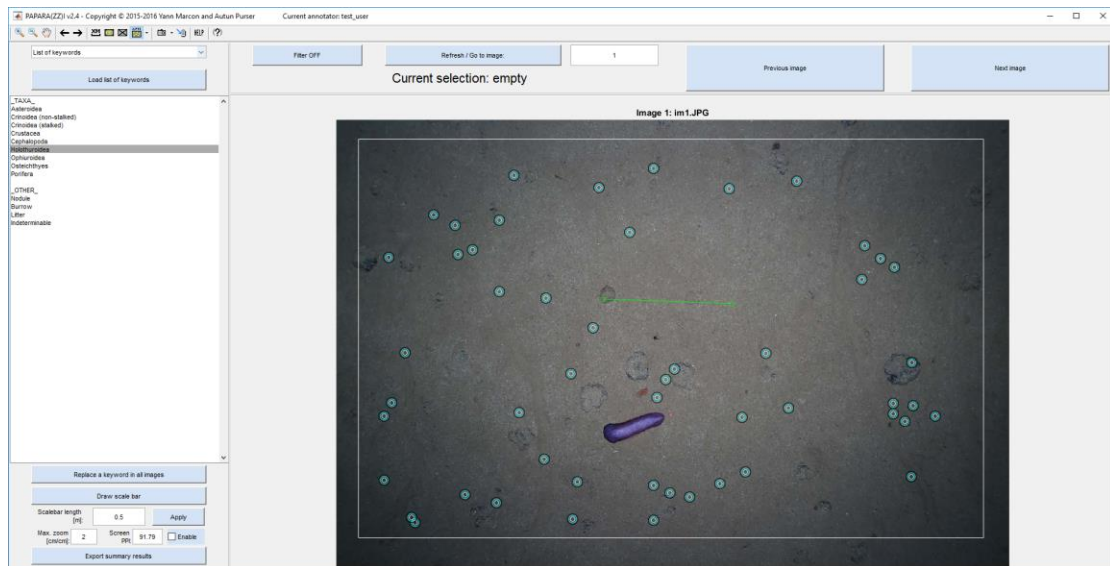 PAPARA(ZZ)I v2.4 - Copyright © 2015-2016 Yann Marcon and Autun Purser Current annotator: test_user
HELP
List of keywords
Load list of keywords
Filter OFF
Refresh / Go to image:
1
Previous image
Next image
Current selection: empty
_TAXA_
Asteroidea
Crinoidea (non-stalked)
Crinoidea (stalked)
Crustacea
Cephalopoda
Holothuroidea
Ophiuroidea
Osteichthyes
Porifera
_OTHER_
Nodule
Burrow
Litter
Indeterminable
Image 1: im1.JPG
Replace a keyword in all images
Draw scale bar
Scalebar length
[m]:
0.5
Apply
Max. zoom
[cm/cm]:
2
Screen
PPI:
91.79
Enable
Export summary results